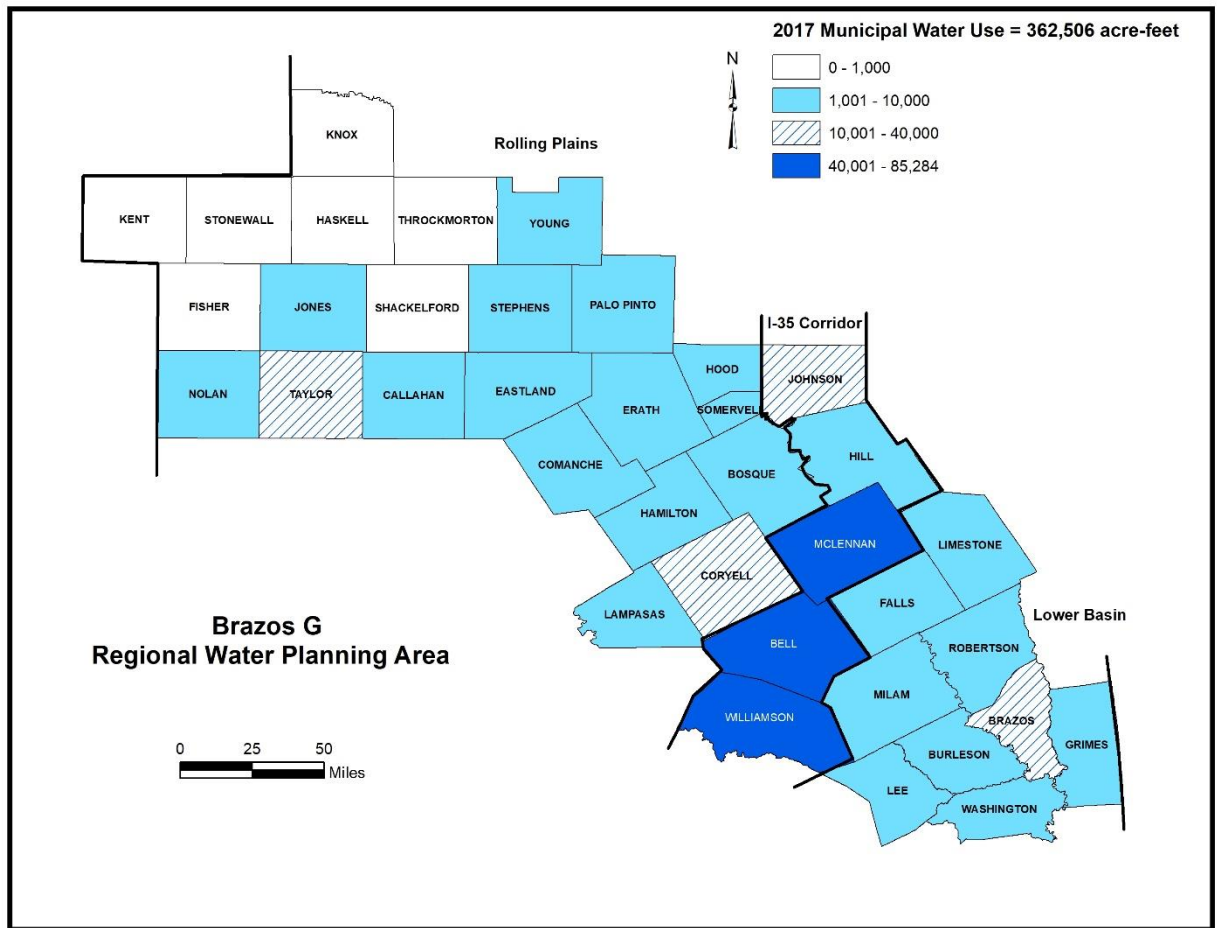 2017 Municipal Water Use = 362,506 acre-feet
N
0 - 1,000
1,001 - 10,000
10,001 - 40,000
40,001 - 85,284
KNOX
Rolling Plains
KENT
STONEWALL
HASKELL
THROCKMORTON
YOUNG
FISHER
JONES
SHACKELFORD
STEPHENS
PALO PINTO
I-35 Corridor
NOLAN
TAYLOR
CALLAHAN
EASTLAND
ERATH
HOOD
JOHNSON
SOMERVELL
COMANCHE
BOSQUE
HILL
HAMILTON
MCLENNAN
LIMESTONE
CORYELL
LAMPASAS
FALLS
Lower Basin
Brazos G
Regional Water Planning Area
BELL
ROBERTSON
MILAM
WILLIAMSON
BRAZOS
GRIMES
BURLESON
LEE
WASHINGTON
0 25 50
Miles